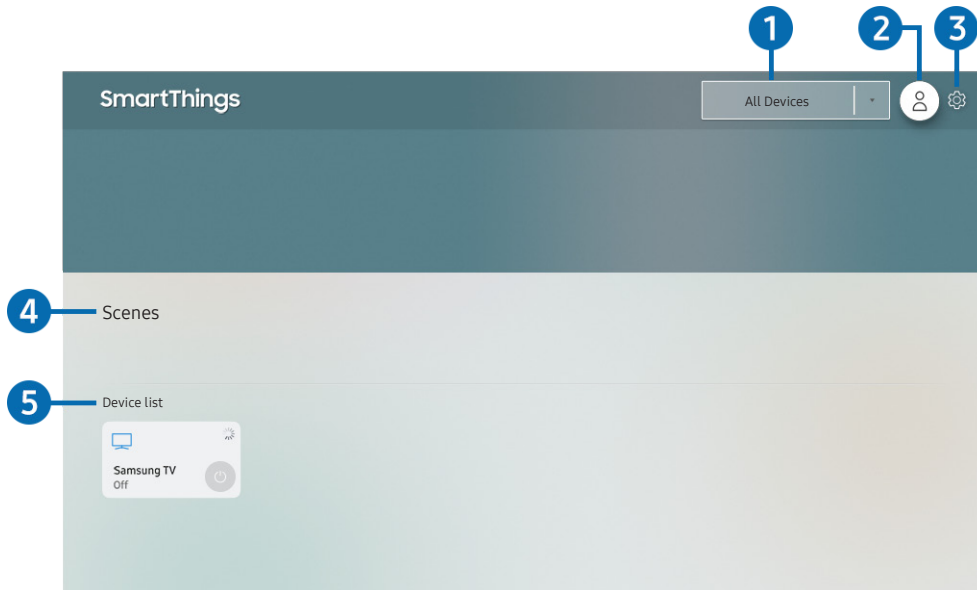 1 2 3
SmartThings
All Devices
4 Scenes
5 Device list
Samsung TV
Off